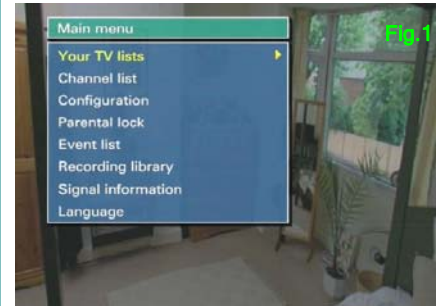 Main menu
Fig.1
Your TV lists
Channel list
Configuration
Parental lock
Event list
Recording library
Signal information
Language